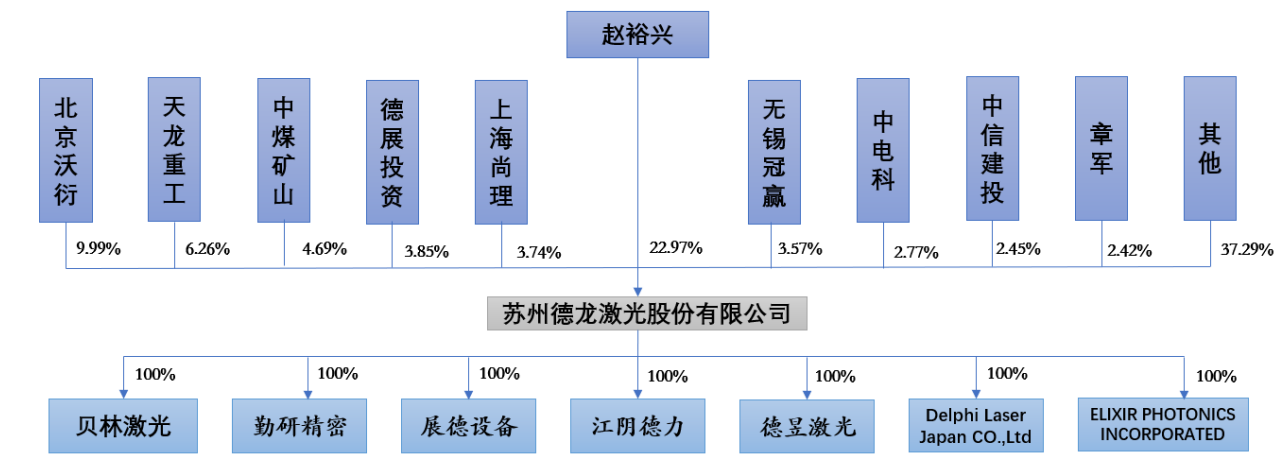 赵裕兴
北京沃衍
天龙重工
中煤矿山
德展投资
上海尚理
无锡冠赢
中电科
中信建投
章军
其他
9.99%
6.26%
4.69%
3.85%
3.74%
22.97%
3.57%
2.77%
2.45%
2.42%
37.29%
苏州德龙激光股份有限公司
100%
100%
100%
100%
100%
100%
100%
贝林激光
勤研精密
展德设备
江阴德力
德昱激光
Delphi Laser
Japan CO.,Ltd
ELIXIR PHOTONICS
INCORPORATED